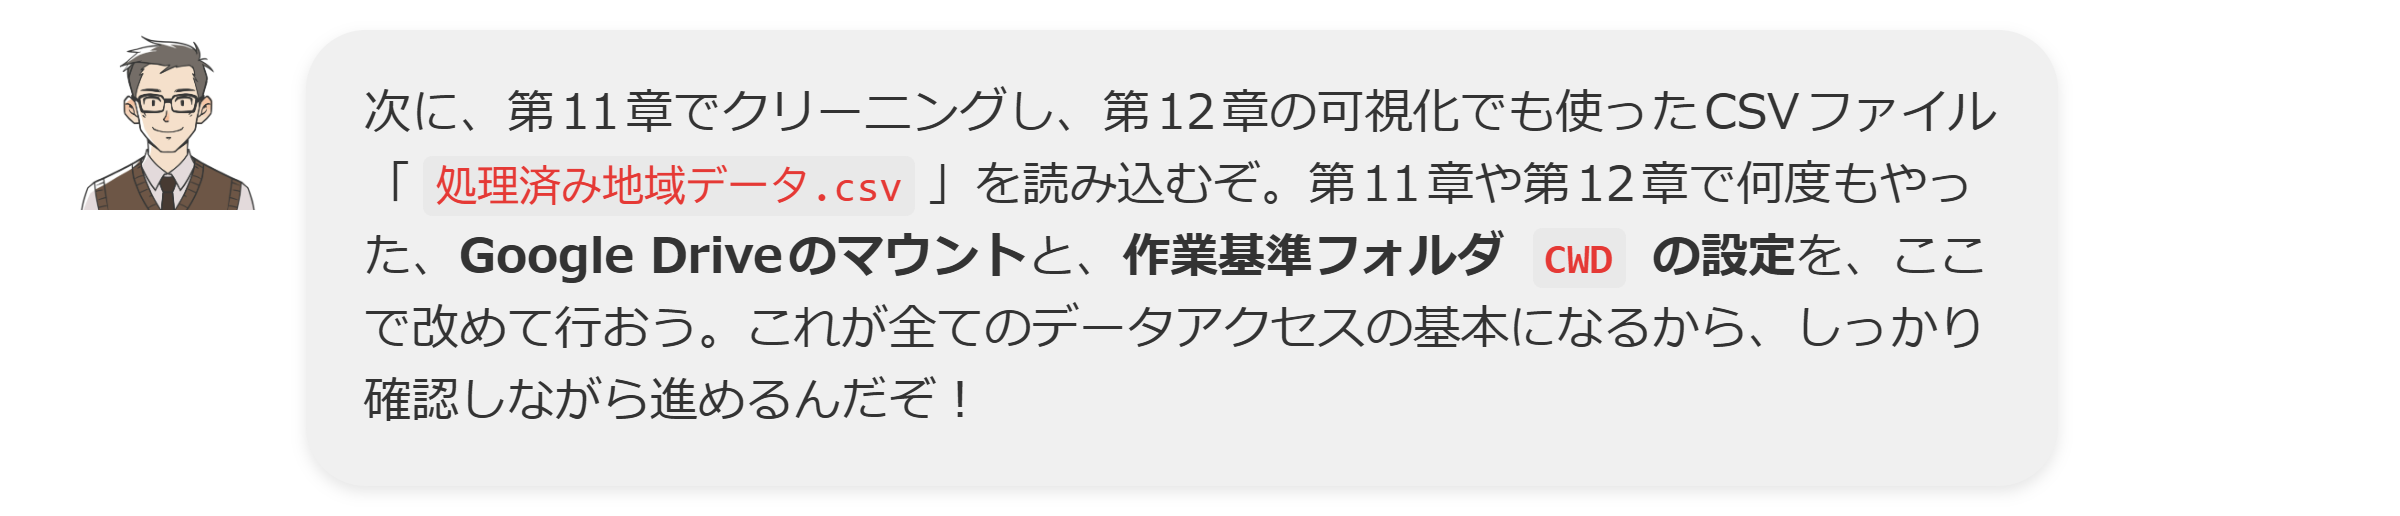 次に、第11章でクリーニングし、第12章の可視化でも使ったCSVファイル
「 処理済み地域データ.csv 」を読み込むぞ。第11章や第12章で何度もやっ
た、Google Driveのマウントと、作業基準フォルダ CWD の設定を、ここ
で改めて行おう。これが全てのデータアクセスの基本になるから、しっかり
確認しながら進めるんだぞ！